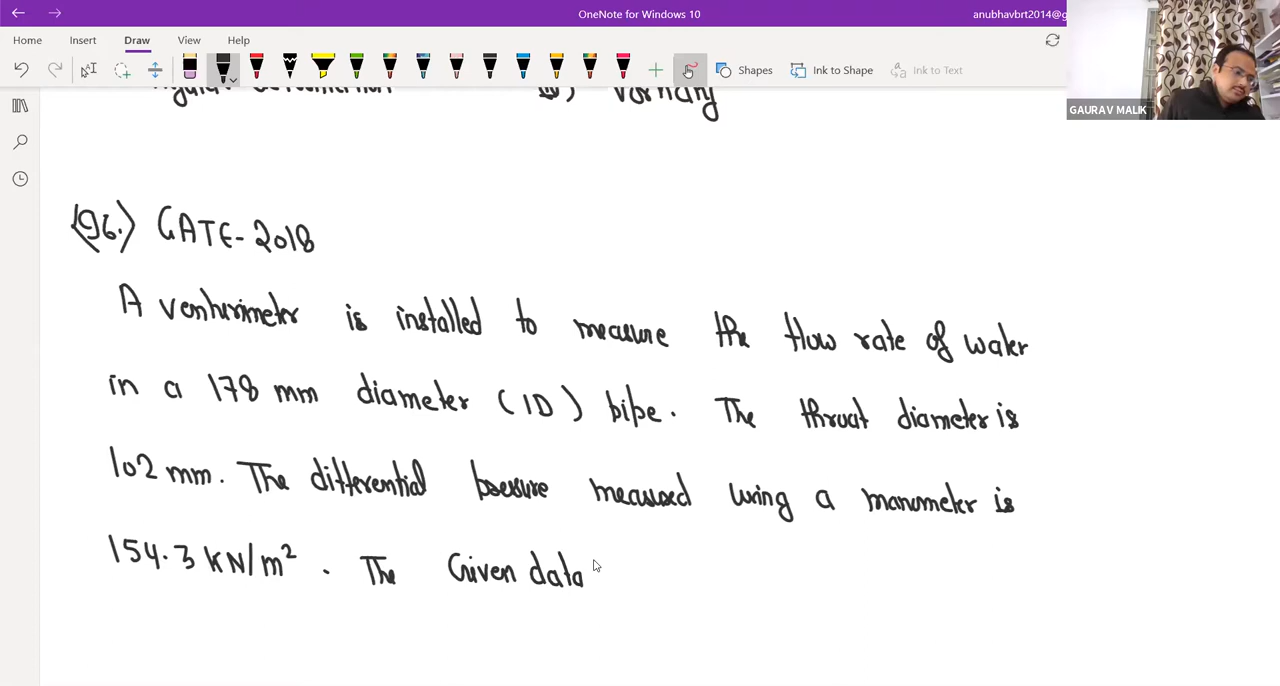 OneNote for Windows 10
anubhavbrt2014@g
Home Insert Draw View Help
Shapes Ink to Shape Ink to Text
GAURAV MALIK
(96.) GATE-2018
A venturimeter is installed to measure the flow rate of water
in a 178 mm diameter (ID) pipe. The throat diameter is
102 mm. The differential pressure measured using a manometer is
154.3 KN/m². The Given data